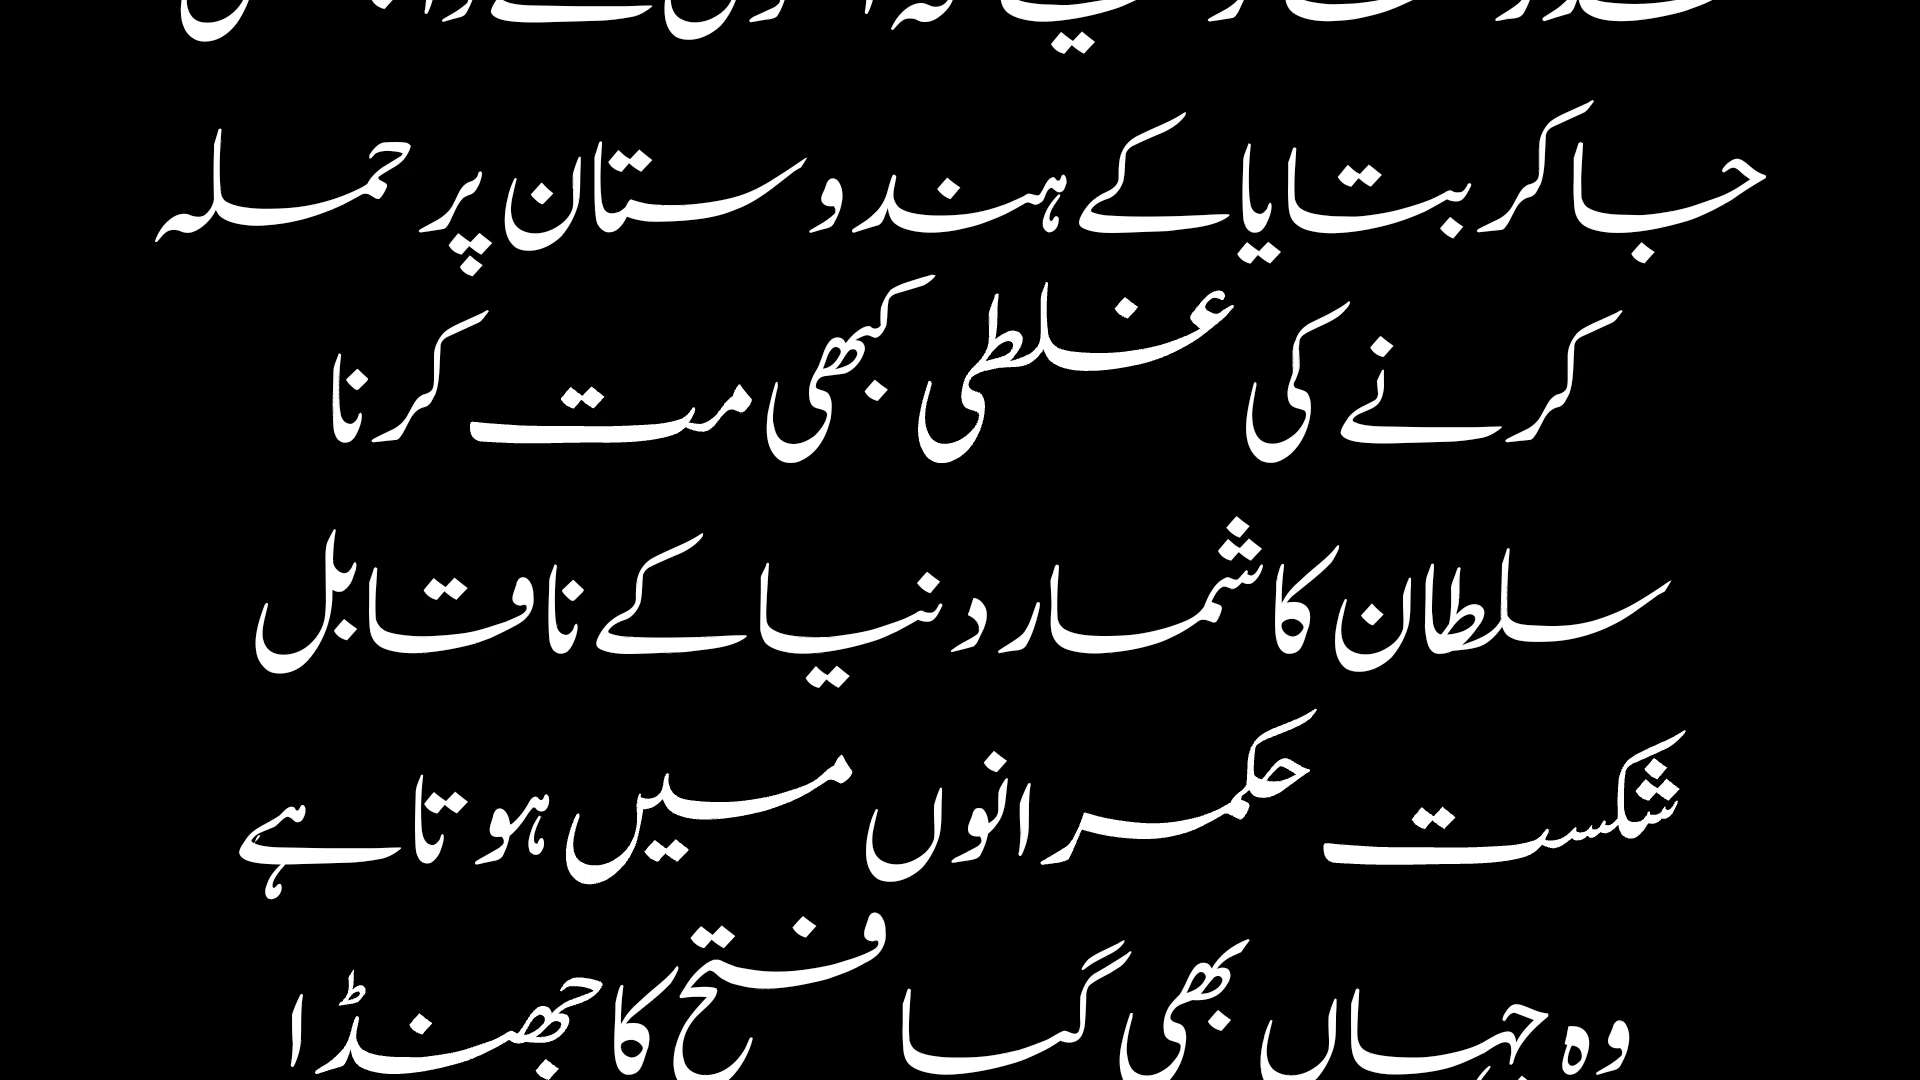 جا کر بتایا کے ہندوستان پر حملہ
کرنے کی غلطی کبھی مت کرنا
سلطان کا شمار دنیا کے ناقابل
شکست حکمرانوں میں ہوتا ہے
وہ جہاں بھی گیا فتح کا جھنڈا